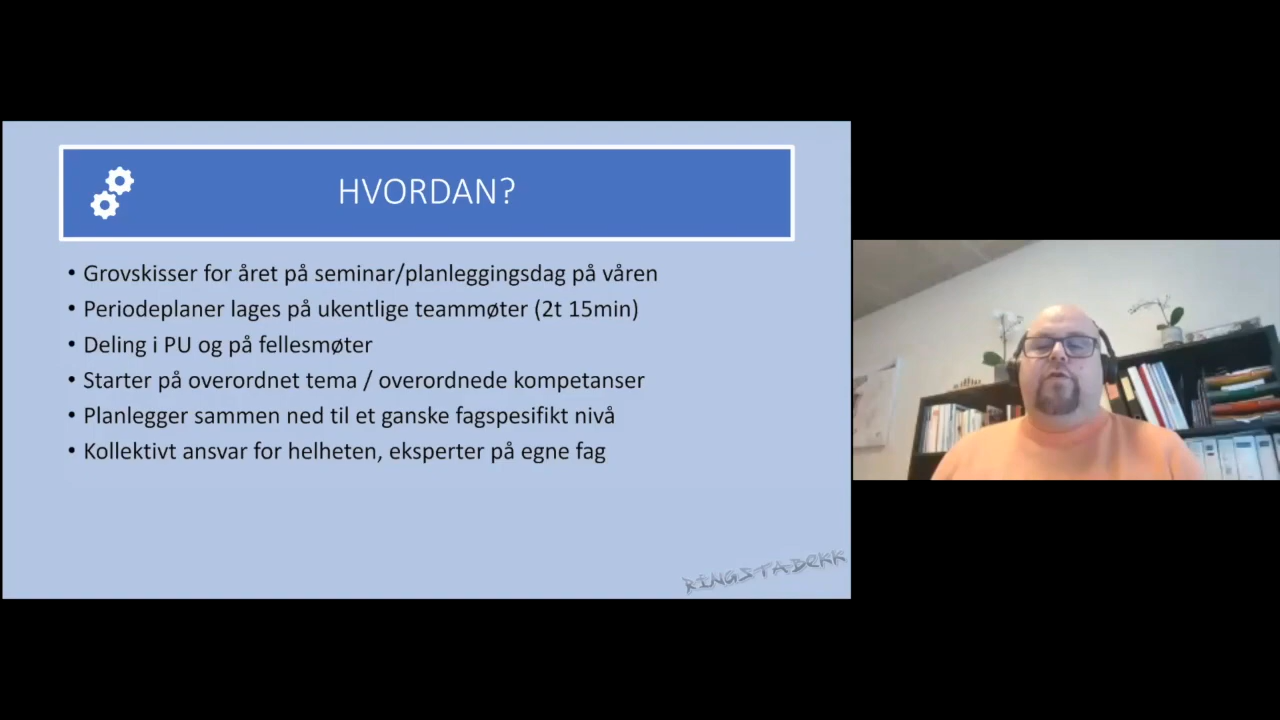 HVORDAN?
• Grovskisser for året på seminar/planleggingsdag på våren
• Periodeplaner lages på ukentlige teammøter (2t 15min)
• Deling i PU og på fellesmøter
• Starter på overordnet tema / overordnede kompetanser
• Planlegger sammen ned til et ganske fagspesifikt nivå
• Kollektivt ansvar for helheten, eksperter på egne fag
RINGSTABEKK